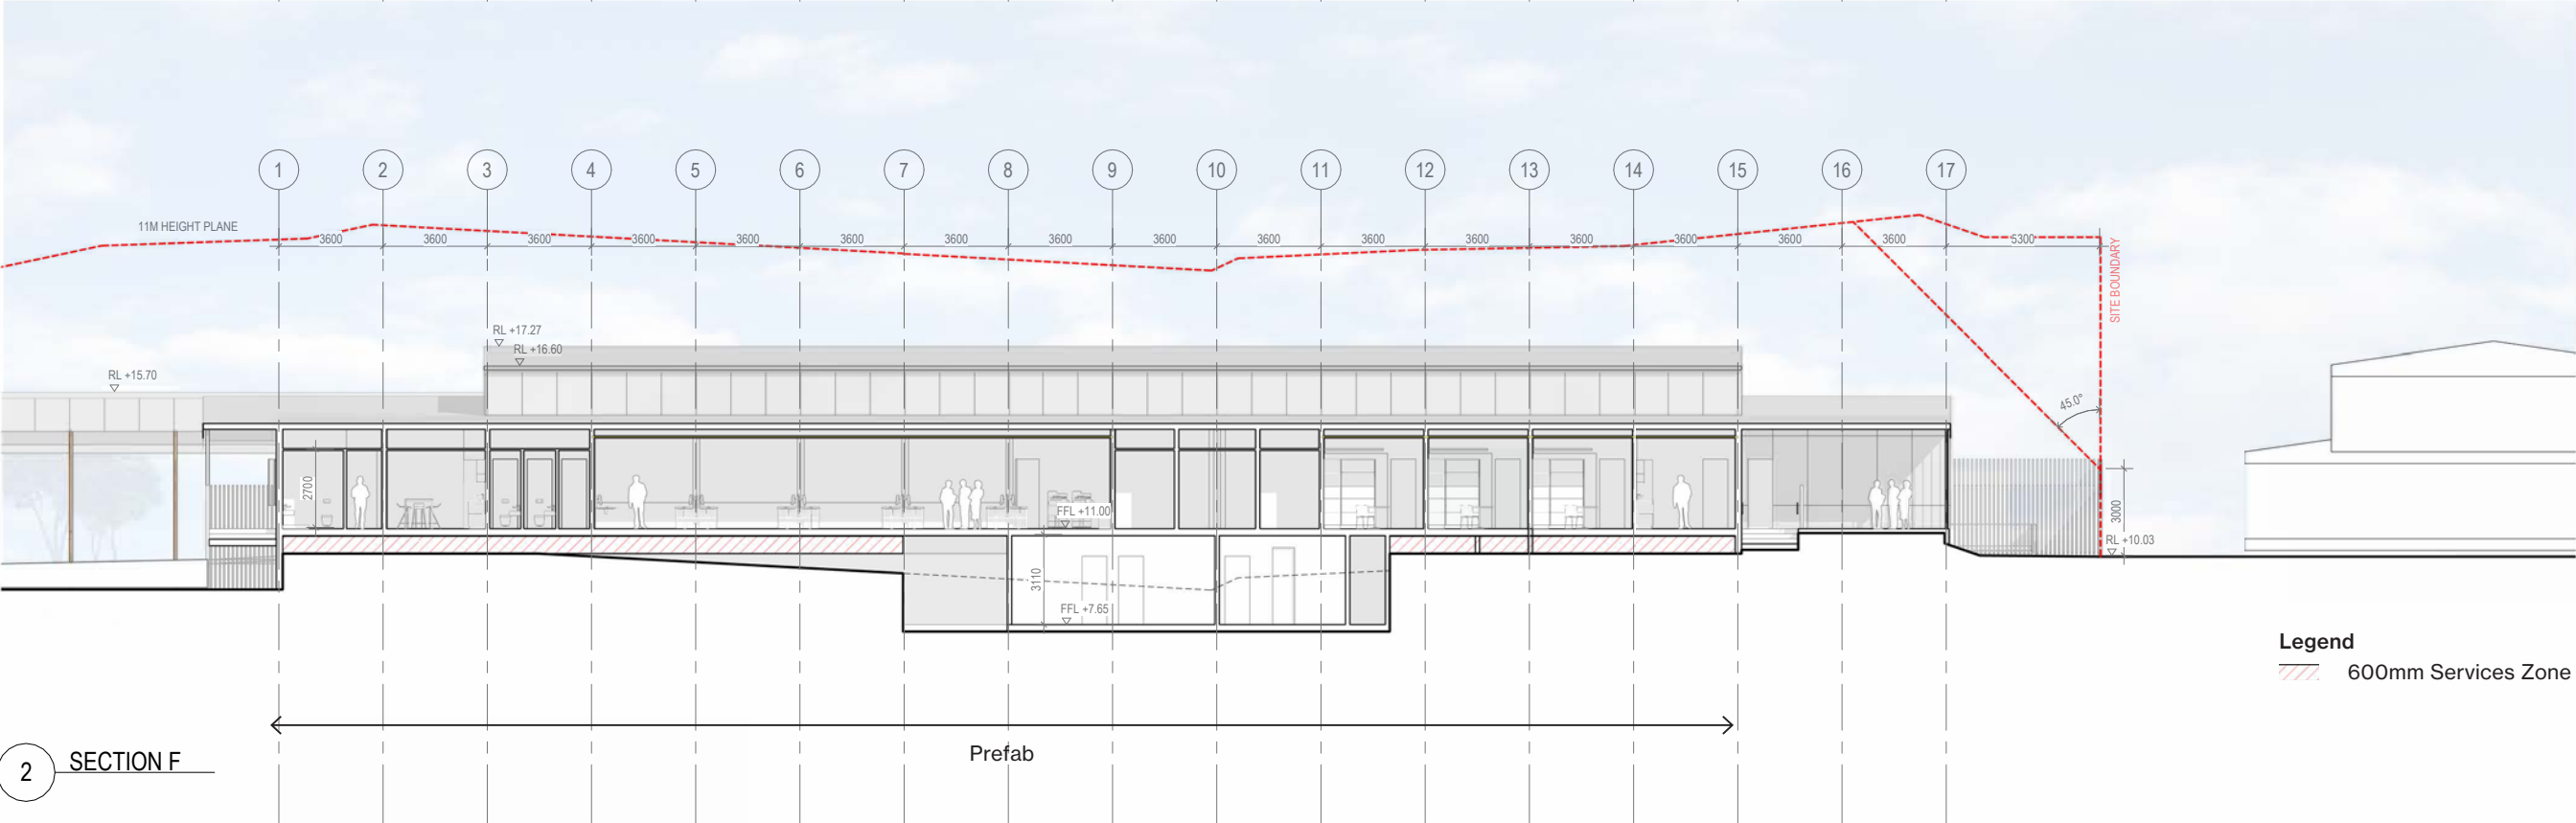 1 2 3 4 5 6 7 8 9 10 11 12 13 14 15 16 17
11M HEIGHT PLANE
3600 3600 3600 3600 3600 3600 3600 3600 3600 3600 3600 3600 3600 3600 3600 3600 5300
SITE BOUNDARY
RL +17.27
RL +16.60
RL +15.70
45.0°
2700
FFL +11.00
3000
RL +10.03
3110
FFL +7.65
Legend
600mm Services Zone
Prefab
2 SECTION F